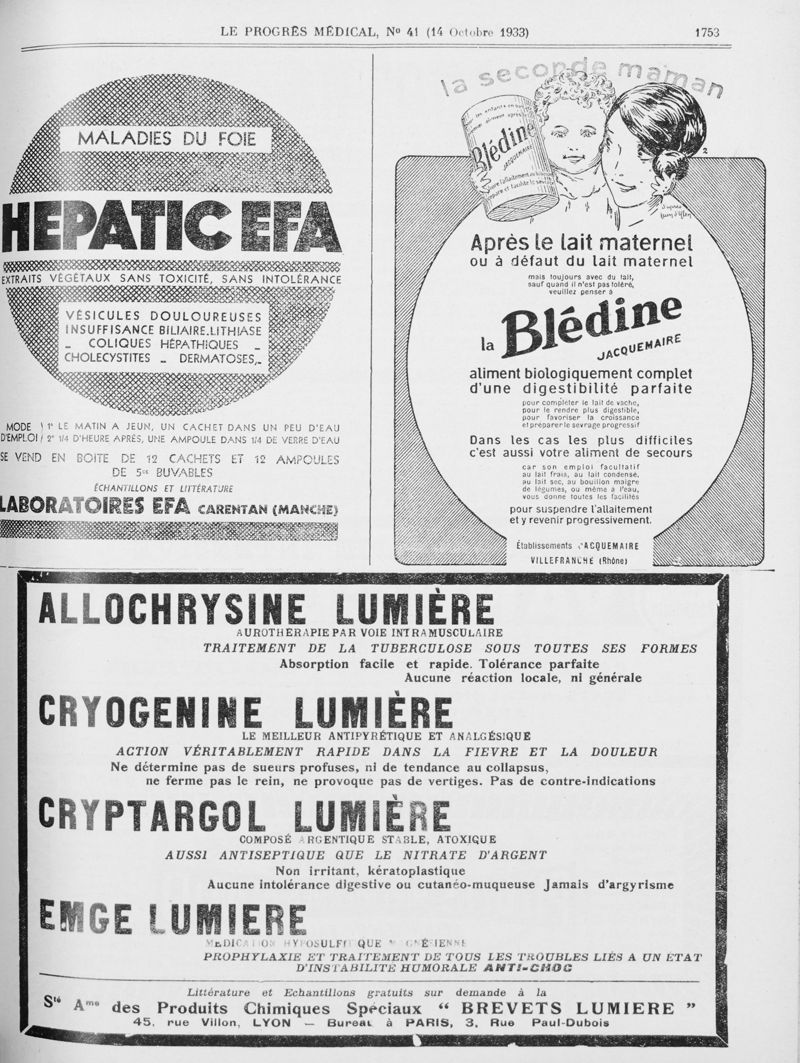 LE PROGRÈS MÉDICAL, Nº 41 (14 Octobre 1933)
1753
MALADIES DU FOIE
HEPATIC EFA
EXTRAITS VÉGÉTAUX SANS TOXICITÉ, SANS INTOLÉRANCE
VÉSICULES DOULOUREUSES
INSUFFISANCE BILIAIRE.LITHIASE
_ COLIQUES HÉPATHIQUES _
CHOLECYSTITES _ DERMATOSES,_
MODE \ 1º LE MATIN A JEUN, UN CACHET DANS UN PEU D'EAU
D'EMPLOI / 2º 1/4 D'HEURE APRÈS, UNE AMPOULE DANS 1/4 DE VERRE D'EAU
SE VEND EN BOITE DE 12 CACHETS ET 12 AMPOULES
DE 5cc BUVABLES
ÉCHANTILLONS ET LITTÉRATURE
LABORATOIRES EFA CARENTAN (MANCHE)
la seconde maman
Blédine
JACQUEMAIRE
2
Après le lait maternel
ou à défaut du lait maternel
mais toujours avec du lait,
sauf quand il n'est pas toléré,
veuillez penser à
la Blédine
JACQUEMAIRE
aliment biologiquement complet
d'une digestibilité parfaite
pour compléter le lait de vache,
pour le rendre plus digestible,
pour favoriser la croissance
et préparer le sevrage progressif
Dans les cas les plus difficiles
c'est aussi votre aliment de secours
car son emploi facultatif
au lait frais, au lait condensé,
au lait sec, au bouillon maigre
de légumes, ou même à l'eau,
vous donne toutes les facilités
pour suspendre l'allaitement
et y revenir progressivement.
Établissements JACQUEMAIRE
VILLEFRANCHE (Rhône)
ALLOCHRYSINE LUMIÈRE
AUROTHERAPIE PAR VOIE INTRAMUSCULAIRE
TRAITEMENT DE LA TUBERCULOSE SOUS TOUTES SES FORMES
Absorption facile et rapide. Tolérance parfaite
Aucune réaction locale, ni générale
CRYOGENINE LUMIÈRE
LE MEILLEUR ANTIPYRÉTIQUE ET ANALGÉSIQUE
ACTION VÉRITABLEMENT RAPIDE DANS LA FIEVRE ET LA DOULEUR
Ne détermine pas de sueurs profuses, ni de tendance au collapsus,
ne ferme pas le rein, ne provoque pas de vertiges. Pas de contre-indications
CRYPTARGOL LUMIÈRE
COMPOSÉ ARGENTIQUE STABLE, ATOXIQUE
AUSSI ANTISEPTIQUE QUE LE NITRATE D'ARGENT
Non irritant, kératoplastique
Aucune intolérance digestive ou cutanéo-muqueuse Jamais d'argyrisme
EMGE LUMIERE
PROPHYLAXIE ET TRAITEMENT DE TOUS LES TROUBLES LIÉS A UN ÉTAT
D'INSTABILITÉ HUMORALE ANTI-CHOC
Littérature et Echantillons gratuits sur demande à la
Sté Ame des Produits Chimiques Spéciaux “ BREVETS LUMIERE ”
45, rue Villon, LYON — Bureau à PARIS, 3, Rue Paul-Dubois